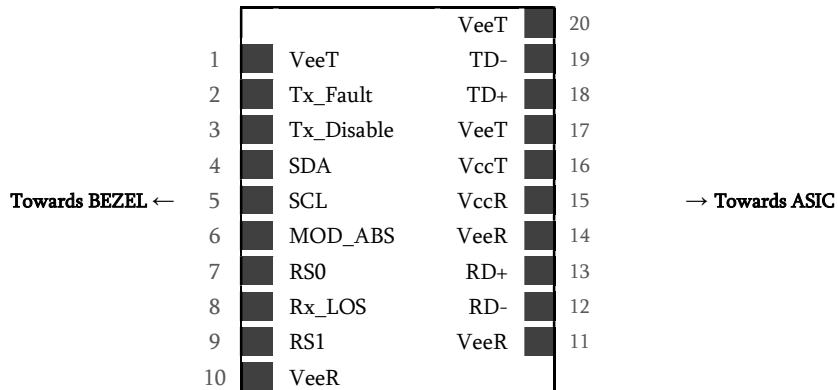 VeeT 20
1 VeeT TD- 19
2 Tx_Fault TD+ 18
3 Tx_Disable VeeT 17
4 SDA VccT 16
Towards BEZEL ← 5 SCL VccR 15 → Towards ASIC
6 MOD_ABS VeeR 14
7 RS0 RD+ 13
8 Rx_LOS RD- 12
9 RS1 VeeR 11
10 VeeR